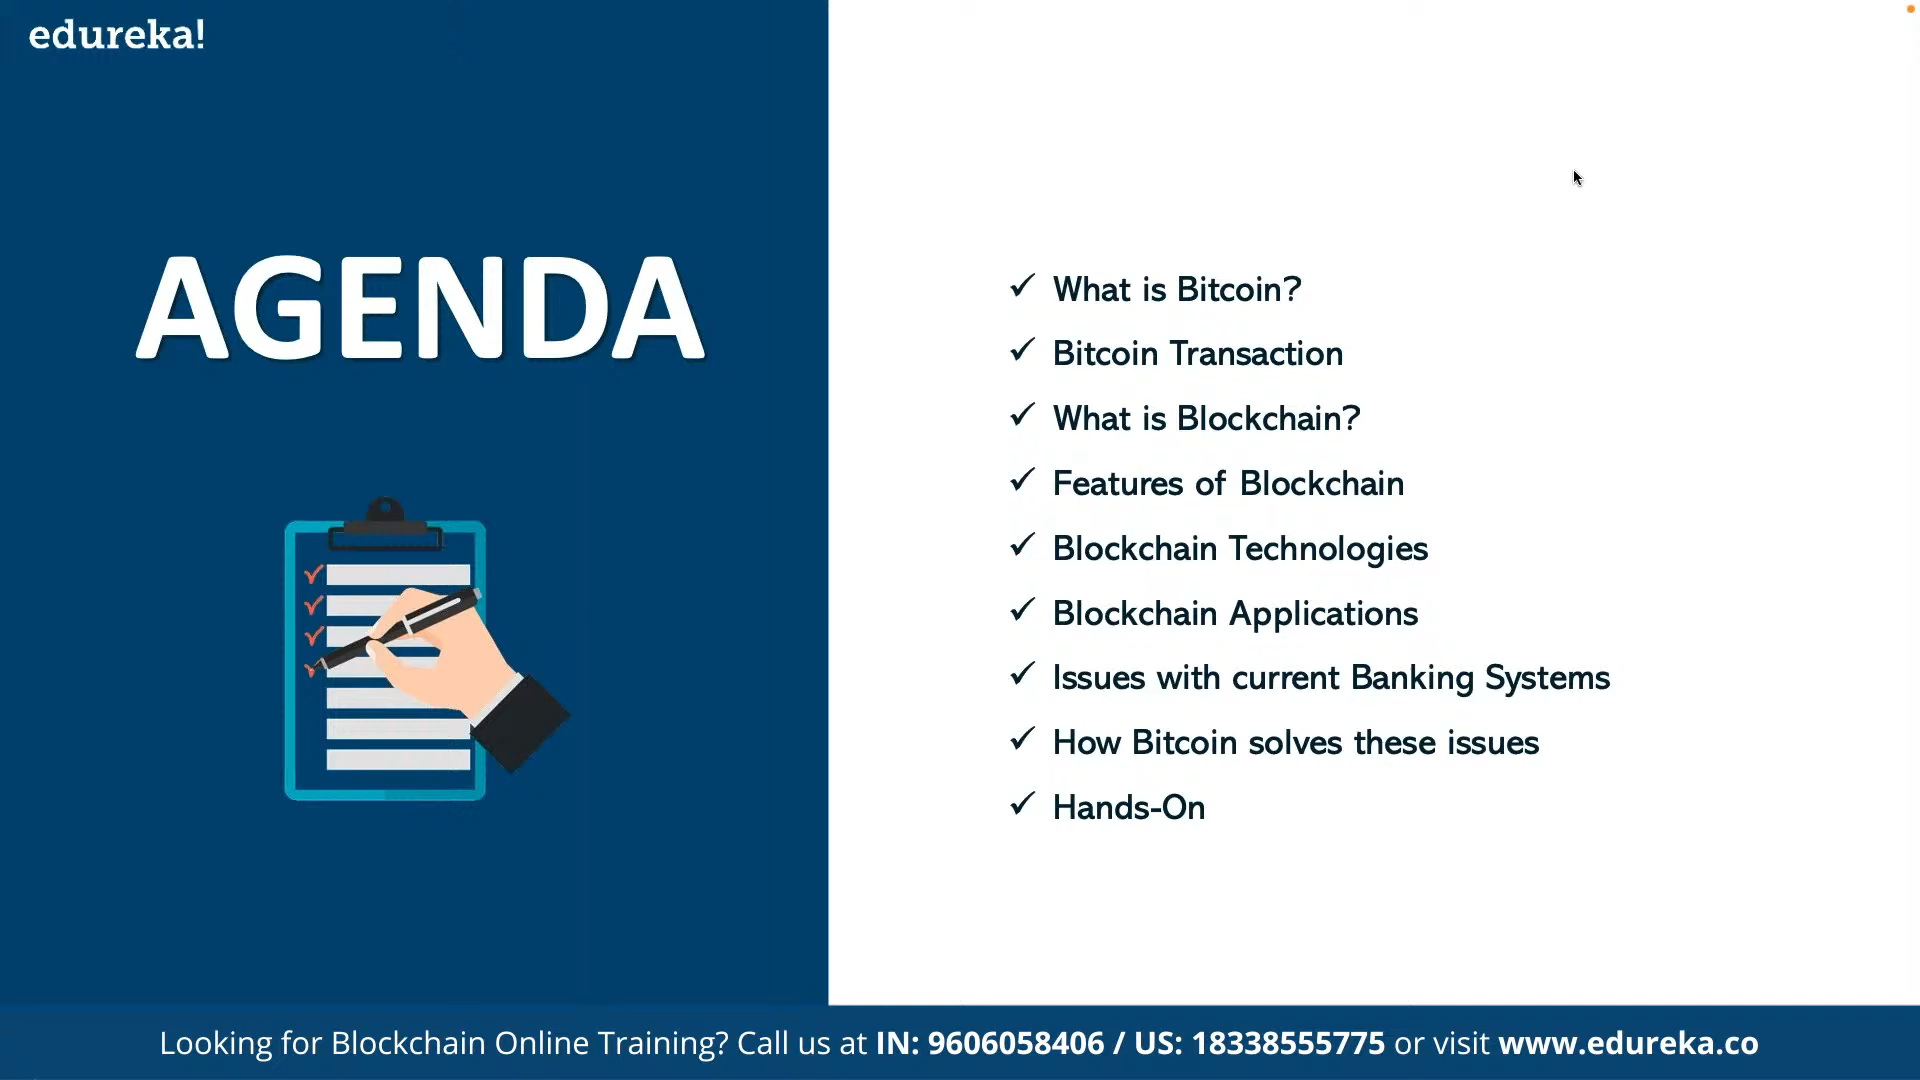 edureka!
AGENDA
✓ What is Bitcoin?
✓ Bitcoin Transaction
✓ What is Blockchain?
✓ Features of Blockchain
✓ Blockchain Technologies
✓ Blockchain Applications
✓ Issues with current Banking Systems
✓ How Bitcoin solves these issues
✓ Hands-On
Looking for Blockchain Online Training? Call us at IN: 9606058406 / US: 18338555775 or visit www.edureka.co